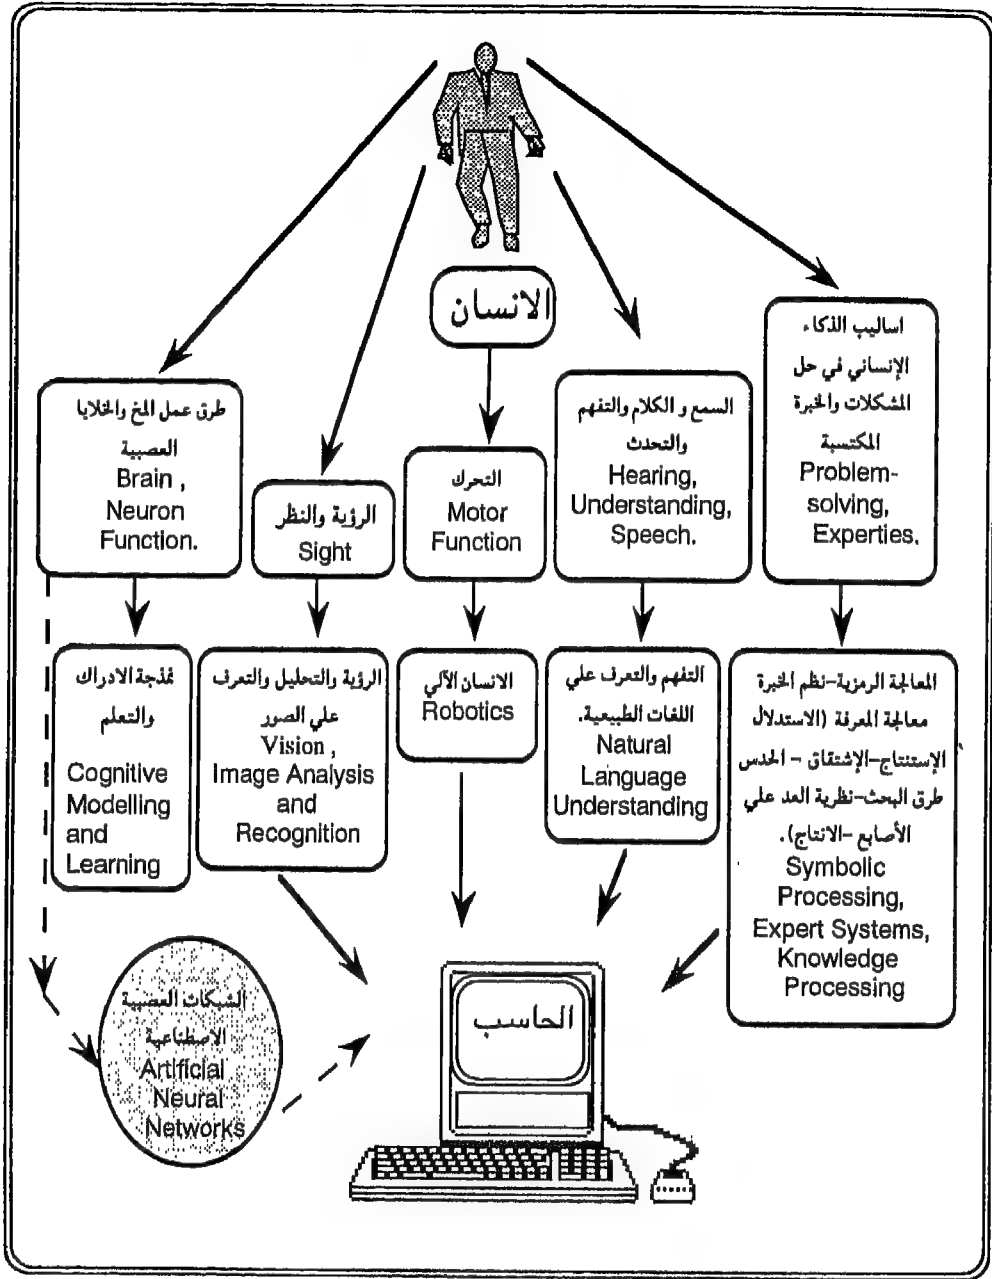 الانسان
اساليب الذكاء
الإنساني في حل
المشكلات والخبرة
المكتسبة
Problem-
solving,
Experties.
السمع و الكلام والتفهم
والتحدث
Hearing,
Understanding,
Speech.
التحرك
Motor
Function
الرؤية والنظر
Sight
طرق عمل المخ والخلايا
العصبية
Brain ,
Neuron
Function.
المعالجة الرمزية-نظم الخبرة
معالجة المعرفة (الاستدلال
الإستنتاج-الإشتقاق - الحدس
طرق البحث-نظرية العد علي
الأصابع -الانتاج).
Symbolic
Processing,
Expert Systems,
Knowledge
Processing
التفهم والتعرف علي
اللغات الطبيعية.
Natural
Language
Understanding
الانسان الآلي
Robotics
الرؤية والتحليل والتعرف
علي الصور
Vision ,
Image Analysis
and
Recognition
نمذجة الادراك
والتعلم
Cognitive
Modelling
and
Learning
الشبكات العصبية
الاصطناعية
Artificial
Neural
Networks
الحاسب